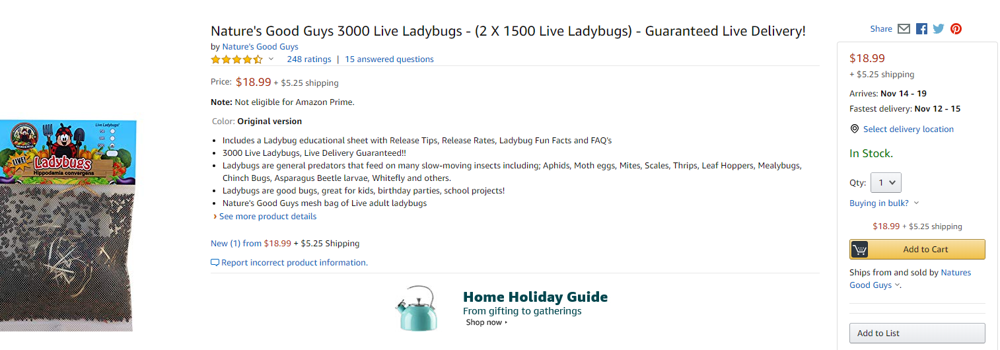 Nature's Good Guys 3000 Live Ladybugs - (2 X 1500 Live Ladybugs) - Guaranteed Live Delivery!
by Nature's Good Guys
248 ratings | 15 answered questions
Price: $18.99 + $5.25 shipping
Note: Not eligible for Amazon Prime.
Color: Original version
• Includes a Ladybug educational sheet with Release Tips, Release Rates, Ladybug Fun Facts and FAQ's
• 3000 Live Ladybugs, Live Delivery Guaranteed!!
• Ladybugs are general predators that feed on many slow-moving insects including; Aphids, Moth eggs, Mites, Scales, Thrips, Leaf Hoppers, Mealybugs,
Chinch Bugs, Asparagus Beetle larvae, Whitefly and others.
• Ladybugs are good bugs, great for kids, birthday parties, school projects!
• Nature's Good Guys mesh bag of Live adult ladybugs
› See more product details
New (1) from $18.99 + $5.25 Shipping
Report incorrect product information.
Live Ladybugs!
LIVE!
Ladybugs
Hippodamia convergens
Home Holiday Guide
From gifting to gatherings
Shop now
Share
$18.99
+ $5.25 shipping
Arrives: Nov 14 - 19
Fastest delivery: Nov 12 - 15
Select delivery location
In Stock.
Qty: 1
Buying in bulk?
$18.99 + $5.25 shipping
Add to Cart
Ships from and sold by Natures
Good Guys.
Add to List